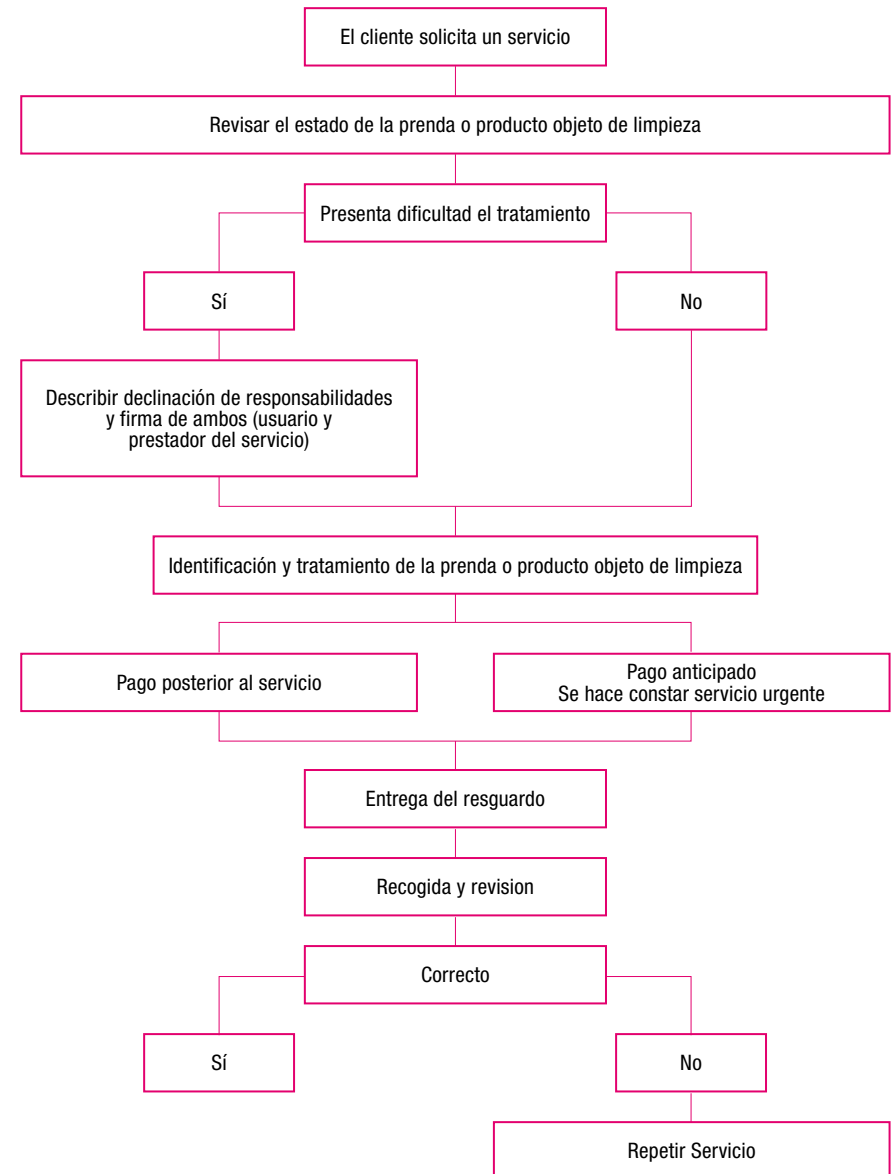 El cliente solicita un servicio
Revisar el estado de la prenda o producto objeto de limpieza
Presenta dificultad el tratamiento
Sí
No
Describir declinación de responsabilidades
y firma de ambos (usuario y
prestador del servicio)
Identificación y tratamiento de la prenda o producto objeto de limpieza
Pago posterior al servicio
Pago anticipado
Se hace constar servicio urgente
Entrega del resguardo
Recogida y revision
Correcto
Sí
No
Repetir Servicio